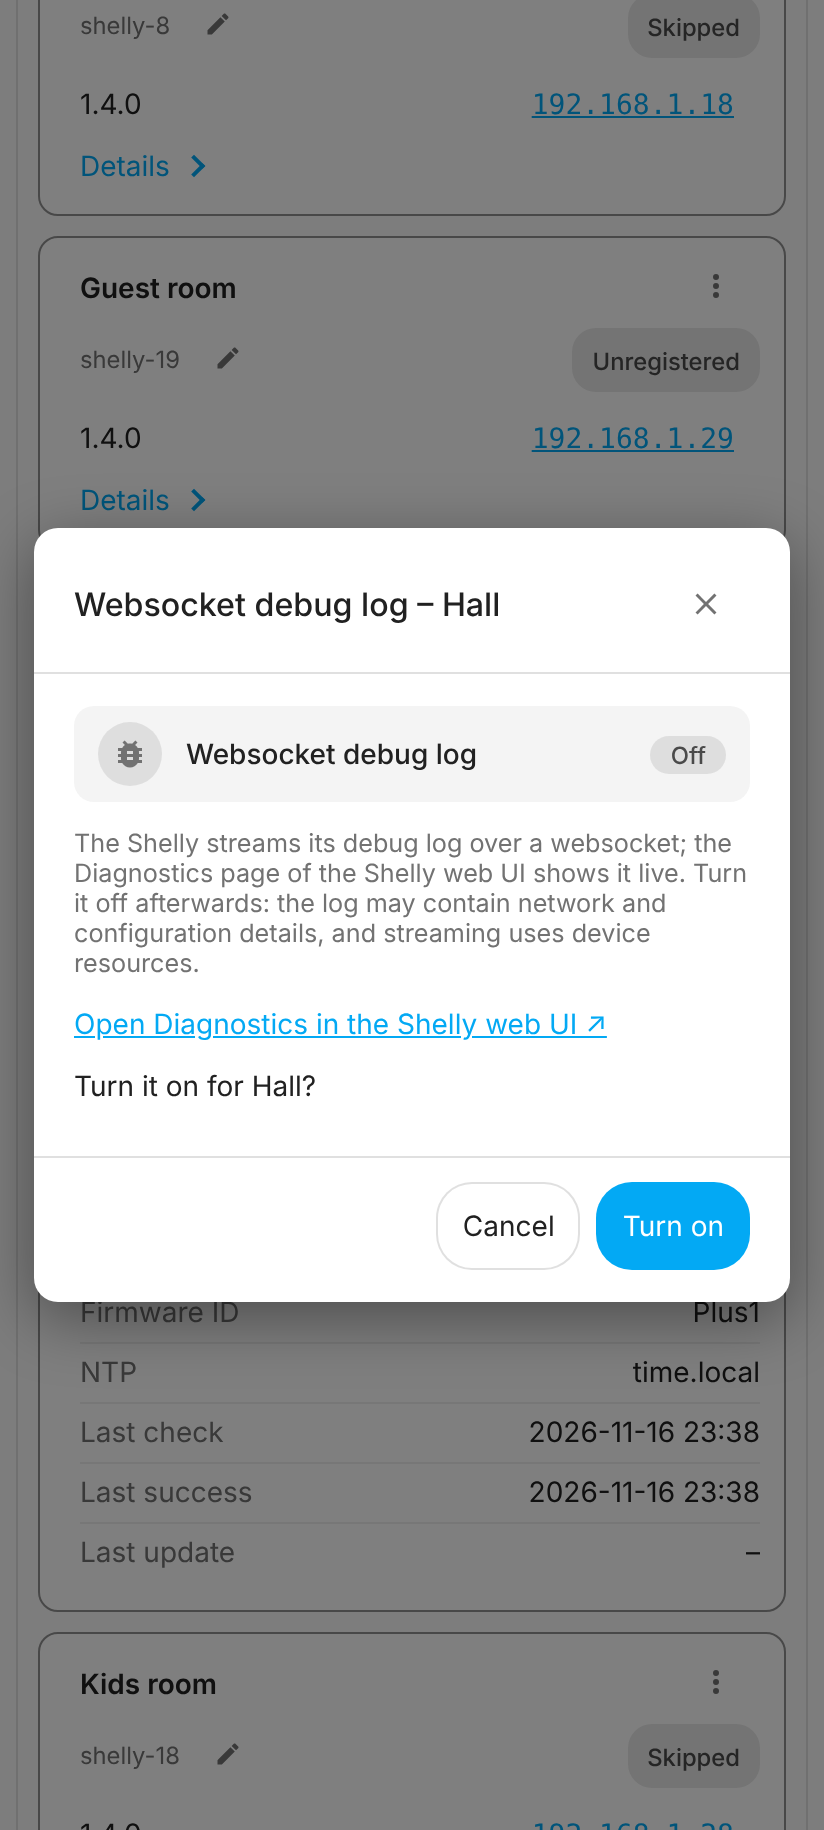 shelly-8
Skipped
1.4.0
192.168.1.18
Details
Guest room
shelly-19
Unregistered
1.4.0
192.168.1.29
Details
Websocket debug log – Hall
Websocket debug log
Off
The Shelly streams its debug log over a websocket; the
Diagnostics page of the Shelly web UI shows it live. Turn
it off afterwards: the log may contain network and
configuration details, and streaming uses device
resources.
Open Diagnostics in the Shelly web UI ↗
Turn it on for Hall?
Cancel
Turn on
Firmware ID
Plus1
NTP
time.local
Last check
2026-11-16 23:38
Last success
2026-11-16 23:38
Last update
–
Kids room
shelly-18
Skipped